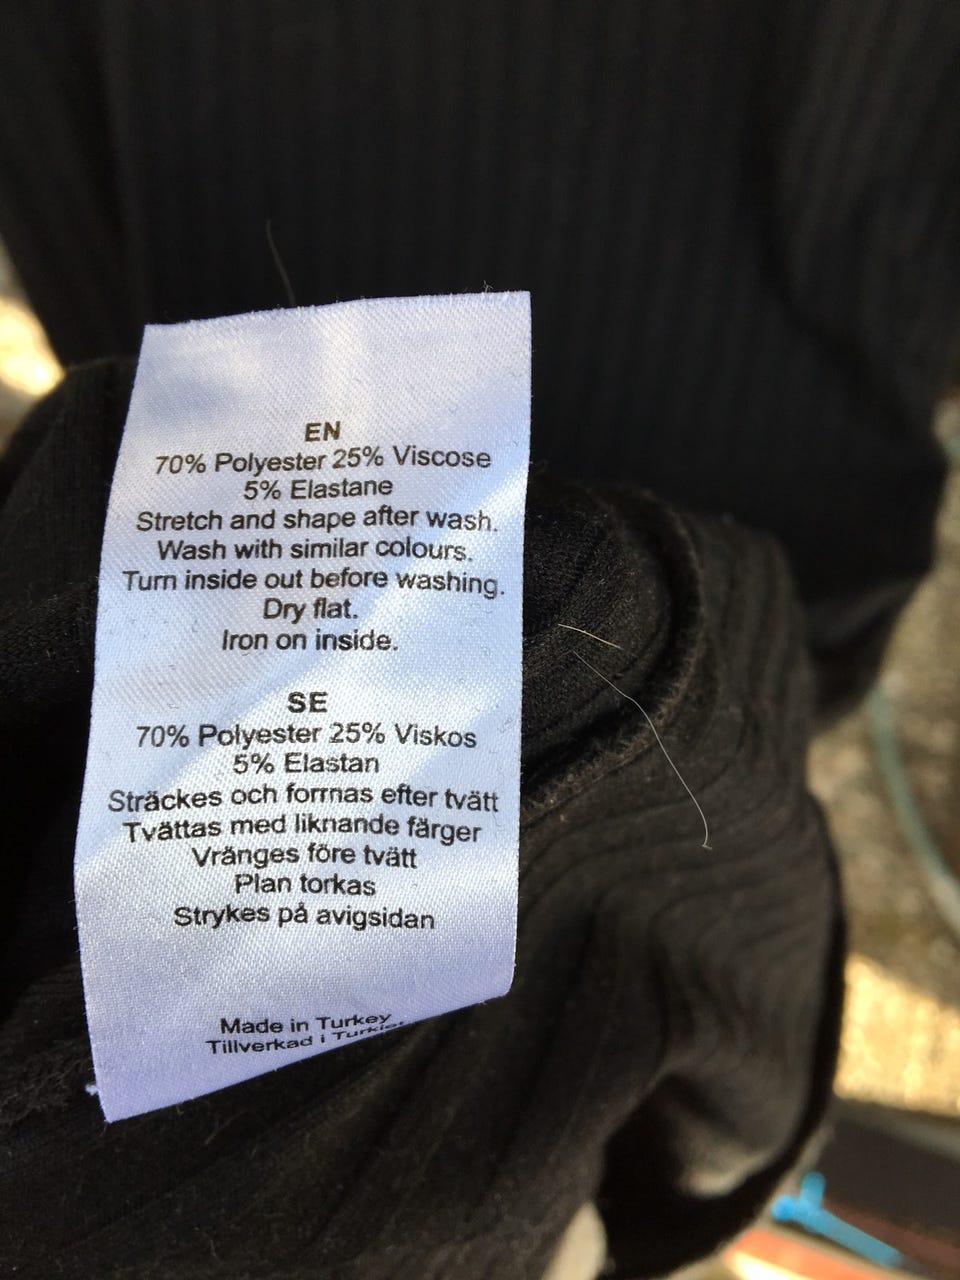 EN
70% Polyester 25% Viscose
5% Elastane
Stretch and shape after wash.
Wash with similar colours.
Turn inside out before washing.
Dry flat.
Iron on inside.
SE
70% Polyester 25% Viskos
5% Elastan
Sträckes och formas efter tvätt
Tvättas med liknande färger
Vränges före tvätt
Plan torkas
Strykes på avigsidan
Made in Turkey
Tillverkad i